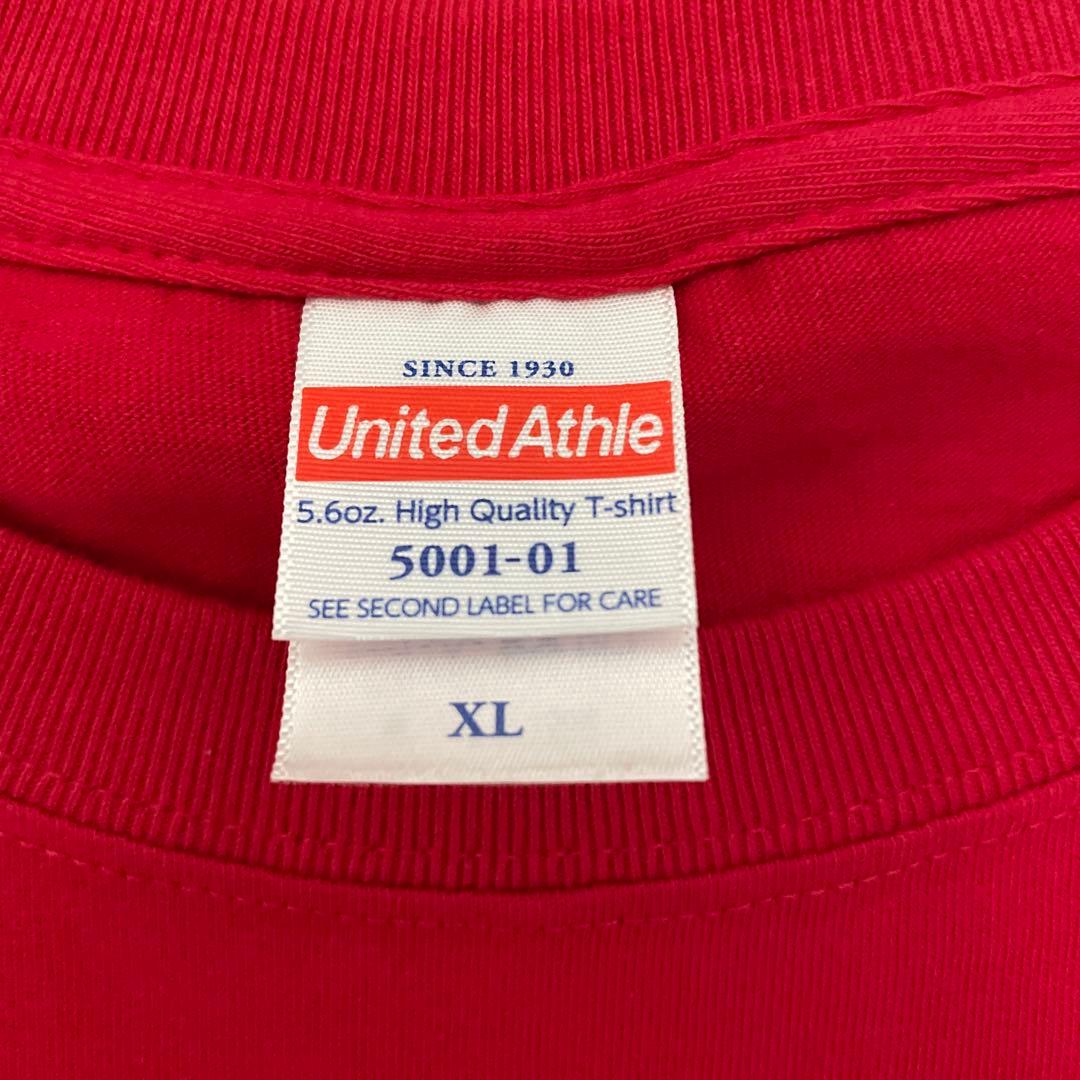 SINCE 1930
United Athle
5.6oz. High Quality T-shirt
5001-01
SEE SECOND LABEL FOR CARE
XL